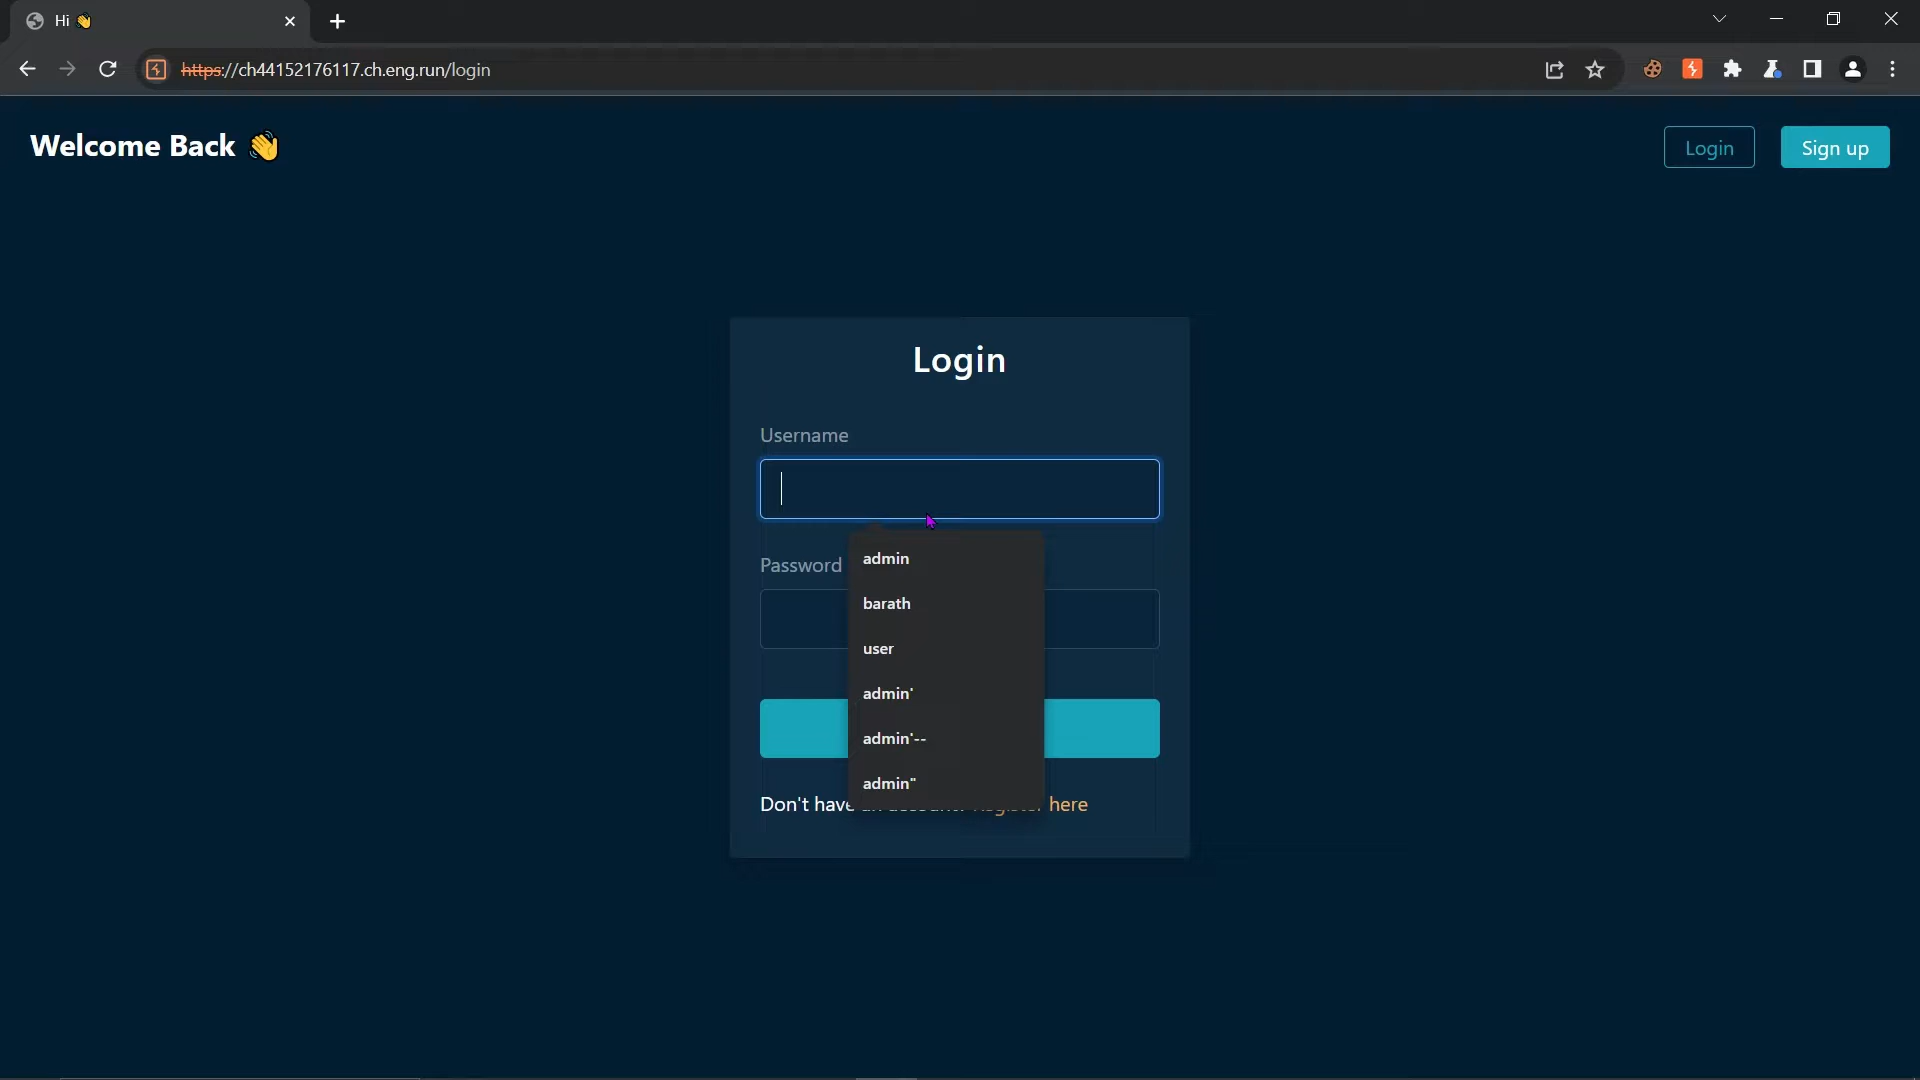 Hi 👋
https://ch44152176117.ch.eng.run/login
Welcome Back 👋
Login
Sign up
Login
Username
Password
admin
barath
user
admin'
admin'--
admin"
Don't have
here